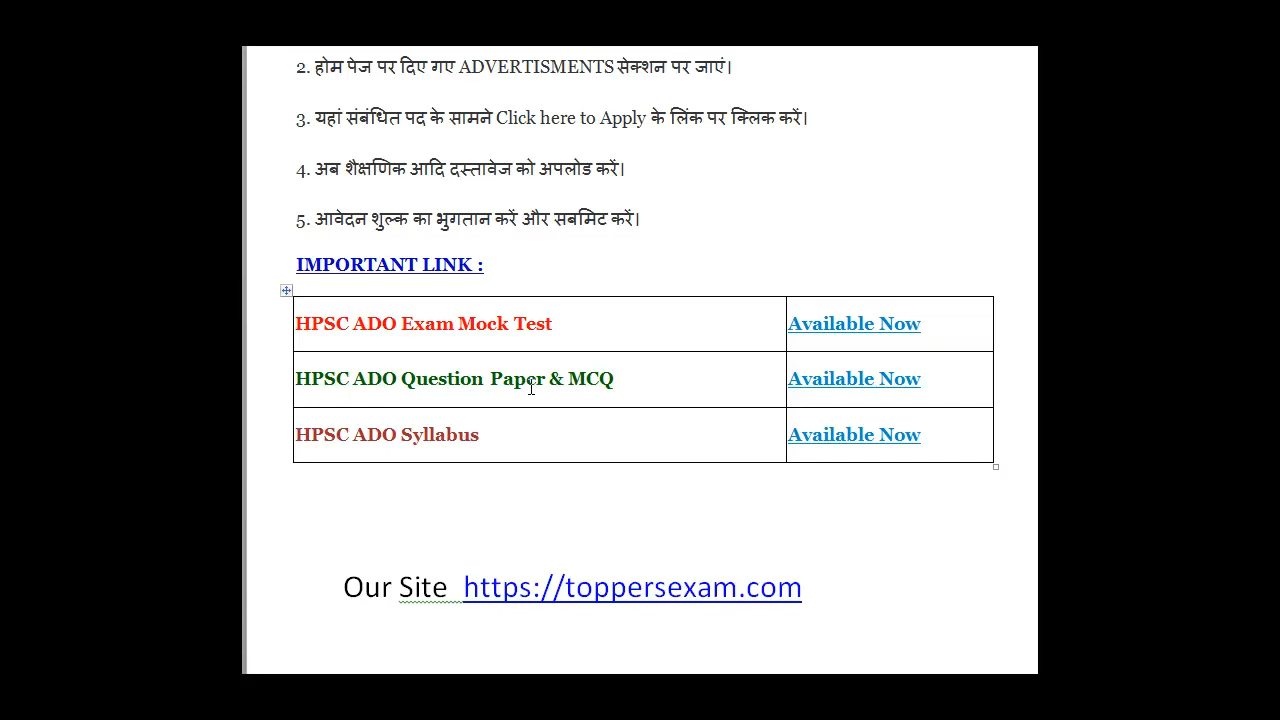 2. होम पेज पर दिए गए ADVERTISMENTS सेक्शन पर जाएं।
3. यहां संबंधित पद के सामने Click here to Apply के लिंक पर क्लिक करें।
4. अब शैक्षणिक आदि दस्तावेज को अपलोड करें।
5. आवेदन शुल्क का भुगतान करें और सबमिट करें।
IMPORTANT LINK :
HPSC ADO Exam Mock Test Available Now
HPSC ADO Question Paper & MCQ Available Now
HPSC ADO Syllabus Available Now
Our Site https://toppersexam.com